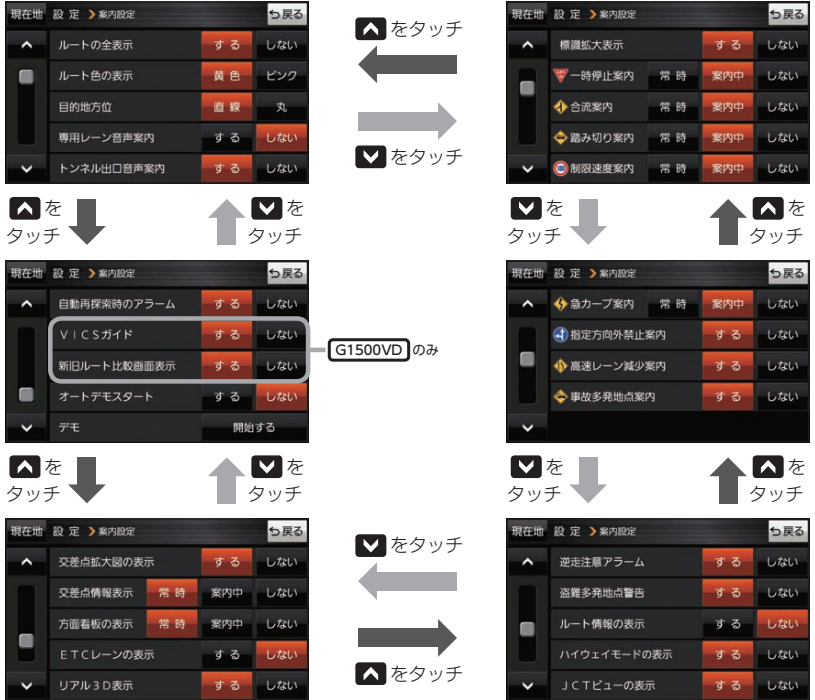 現在地 設 定 案内設定 戻る
ルートの全表示 す る しない
ルート色の表示 黄 色 ピンク
目的地方位 直 線 丸
専用レーン音声案内 す る しない
トンネル出口音声案内 す る しない
をタッチ
をタッチ
現在地 設 定 案内設定 戻る
標識拡大表示 す る しない
一時停止案内 常 時 案内中 しない
合流案内 常 時 案内中 しない
踏み切り案内 常 時 案内中 しない
制限速度案内 常 時 案内中 しない
を
タッチ
を
タッチ
を
タッチ
を
タッチ
現在地 設 定 案内設定 戻る
自動再探索時のアラーム す る しない
VICSガイド す る しない
新旧ルート比較画面表示 す る しない
オートデモスタート す る しない
デモ 開始する
G1500VD のみ
現在地 設 定 案内設定 戻る
急カーブ案内 常 時 案内中 しない
指定方向外禁止案内 す る しない
高速レーン減少案内 す る しない
事故多発地点案内 す る しない
を
タッチ
を
タッチ
を
タッチ
を
タッチ
現在地 設 定 案内設定 戻る
交差点拡大図の表示 す る しない
交差点情報表示 常 時 案内中 しない
方面看板の表示 常 時 案内中 しない
ETCレーンの表示 す る しない
リアル3D表示 す る しない
をタッチ
をタッチ
現在地 設 定 案内設定 戻る
逆走注意アラーム す る しない
盗難多発地点警告 す る しない
ルート情報の表示 す る しない
ハイウェイモードの表示 す る しない
JCTビューの表示 す る しない